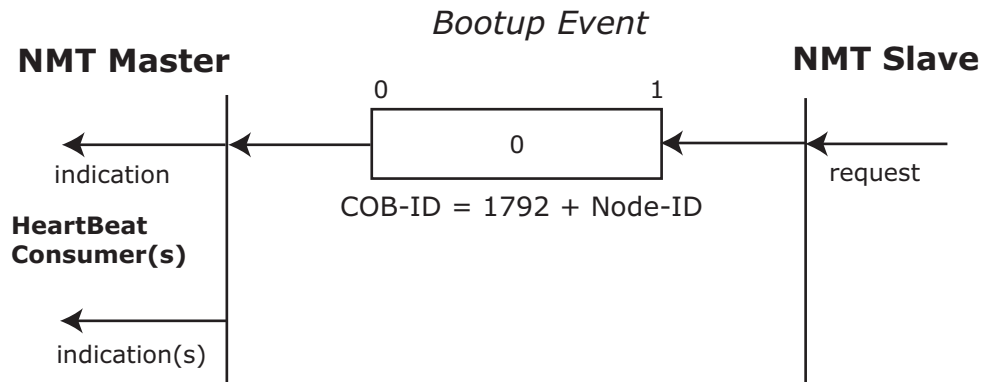 Bootup Event
NMT Master
NMT Slave
0
1
0
indication
request
COB-ID = 1792 + Node-ID
HeartBeat
Consumer(s)
indication(s)